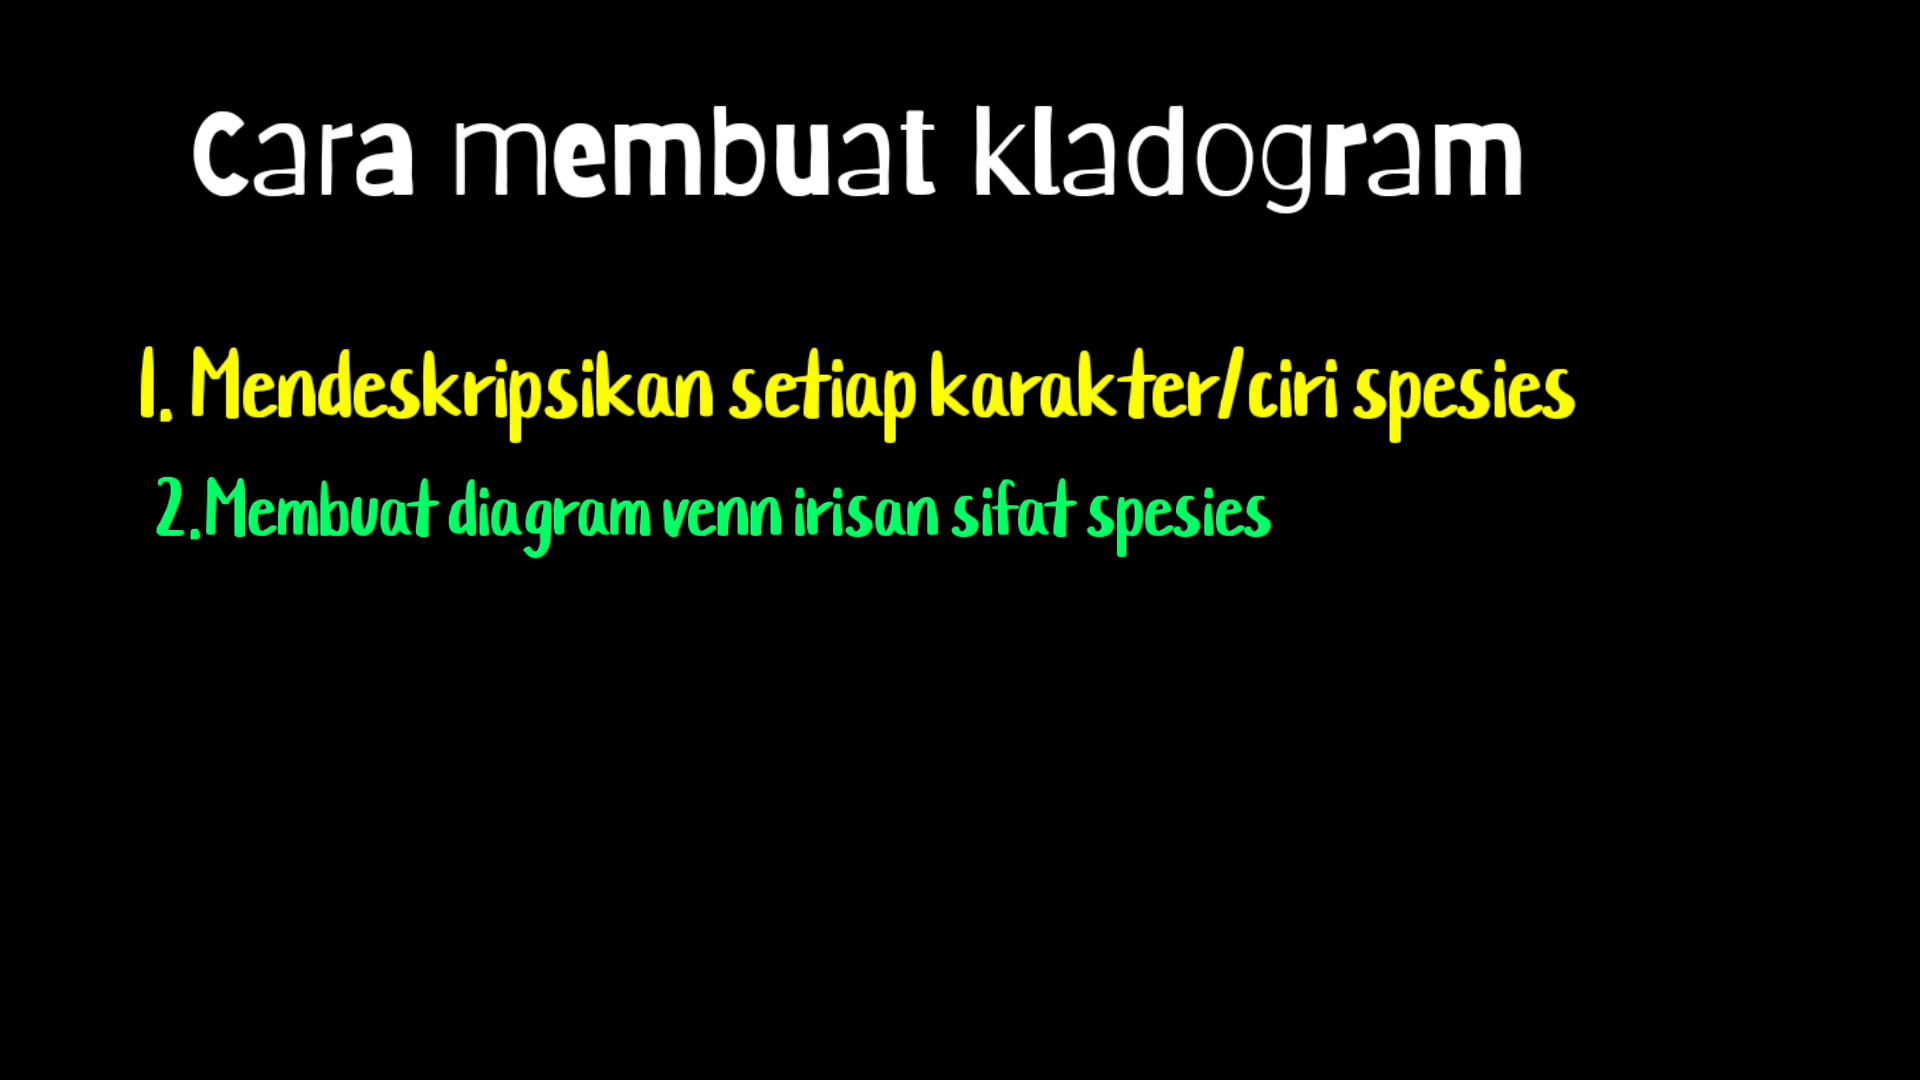 Cara membuat kladogram
1. Mendeskripsikan setiap karakter/ciri spesies
2.Membuat diagram venn irisan sifat spesies